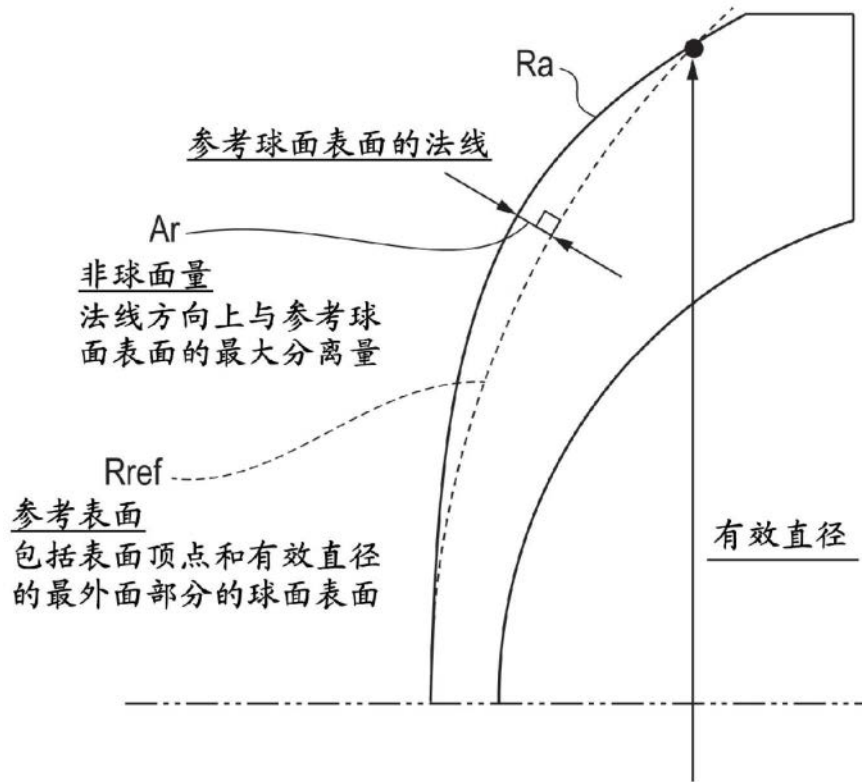 Ra
参考球面表面的法线
Ar
非球面量
法线方向上与参考球
面表面的最大分离量
Rref
参考表面
包括表面顶点和有效直径
的最外面部分的球面表面
有效直径